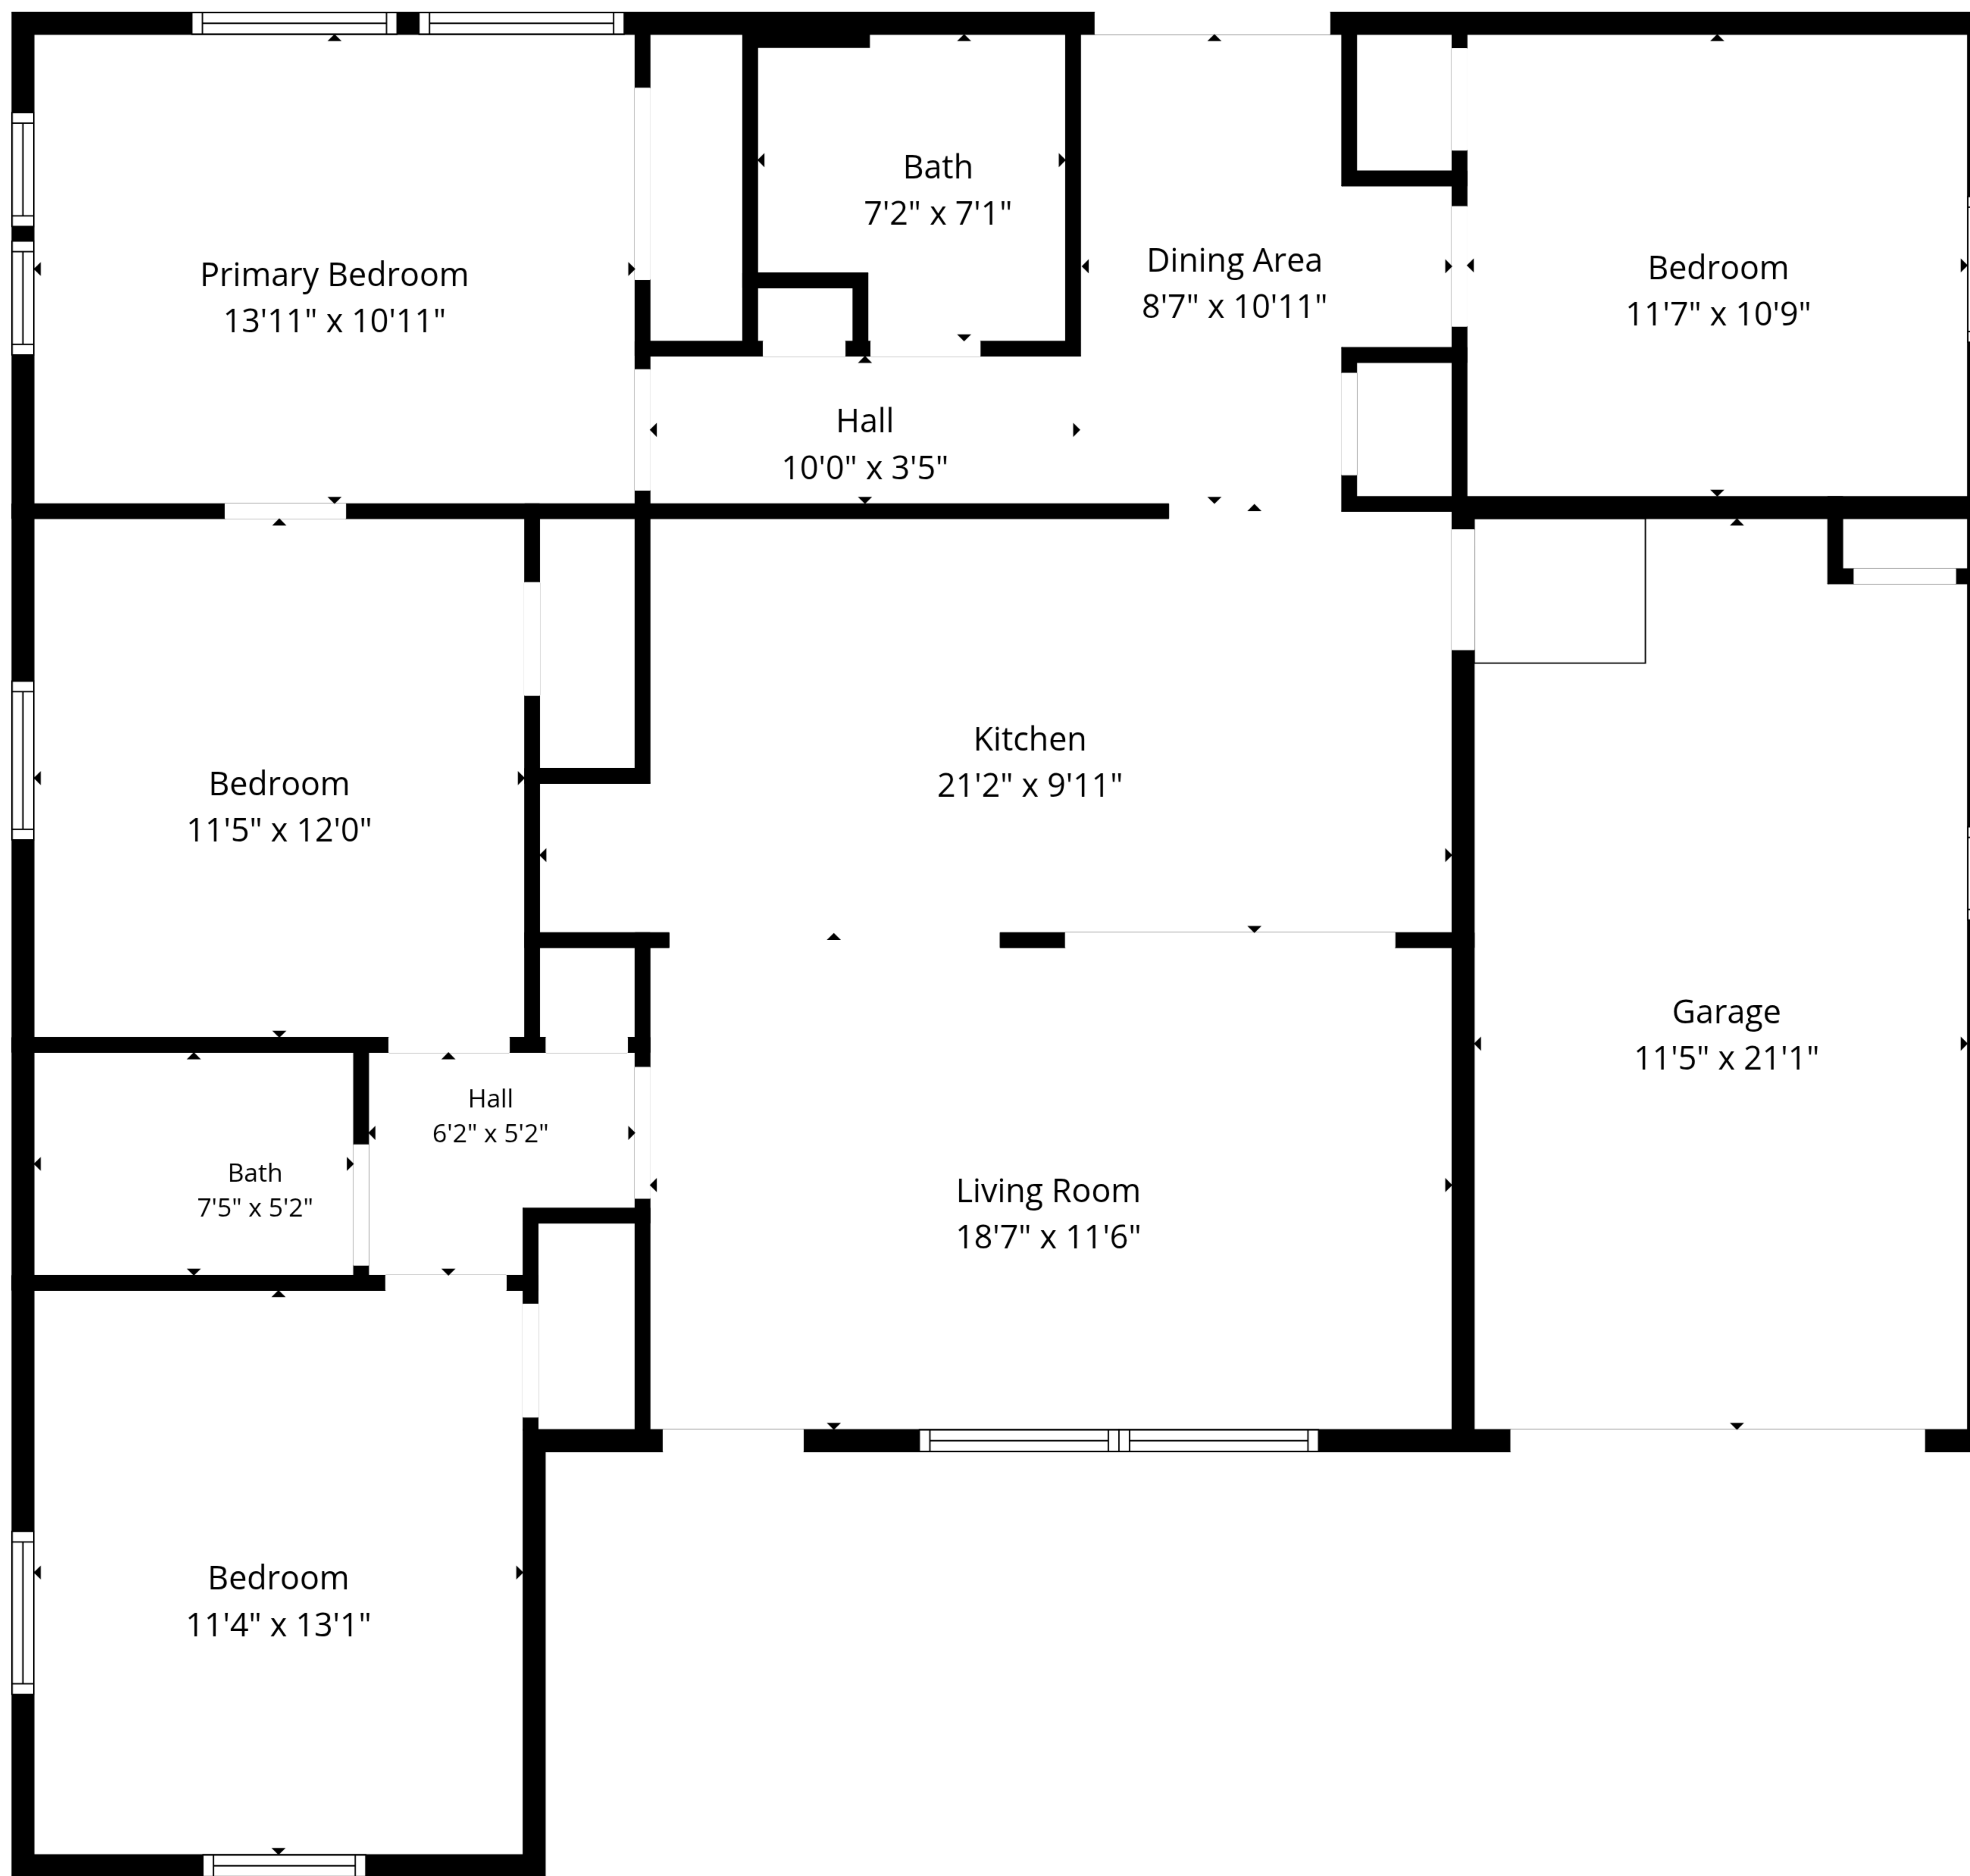 Bath
7'2" x 7'1"
Dining Area
8'7" x 10'11"
Primary Bedroom
13'11" x 10'11"
Bedroom
11'7" x 10'9"
Hall
10'0" x 3'5"
Kitchen
21'2" x 9'11"
Bedroom
11'5" x 12'0"
Garage
11'5" x 21'1"
Hall
6'2" x 5'2"
Bath
7'5" x 5'2"
Living Room
18'7" x 11'6"
Bedroom
11'4" x 13'1"